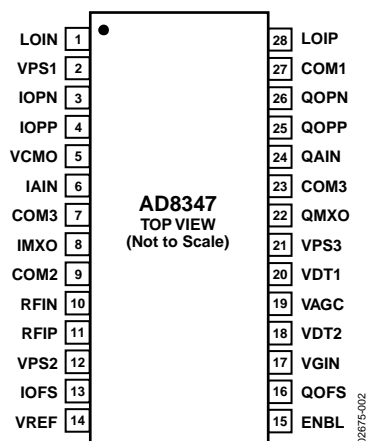 LOIN 1
VPS1 2
IOPN 3
IOPP 4
VCMO 5
IAIN 6
COM3 7
IMXO 8
COM2 9
RFIN 10
RFIP 11
VPS2 12
IOFS 13
VREF 14
AD8347
TOP VIEW
(Not to Scale)
28 LOIP
27 COM1
26 QOPN
25 QOPP
24 QAIN
23 COM3
22 QMXO
21 VPS3
20 VDT1
19 VAGC
18 VDT2
17 VGIN
16 QOFS
15 ENBL
02675-002